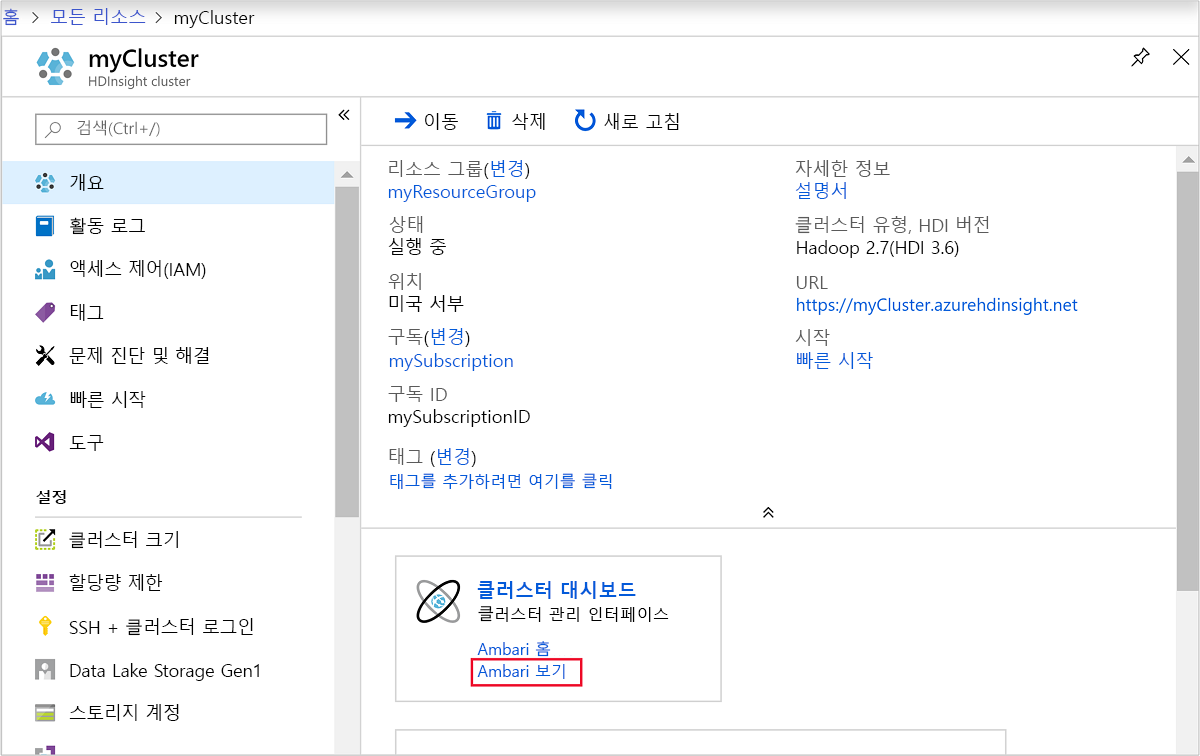 홈 > 모든 리소스 > myCluster
myCluster
HDInsight cluster
검색(Ctrl+/)
«
개요
활동 로그
액세스 제어(IAM)
태그
문제 진단 및 해결
빠른 시작
도구
설정
클러스터 크기
할당량 제한
SSH + 클러스터 로그인
Data Lake Storage Gen1
스토리지 계정
이동 삭제 새로 고침
리소스 그룹(변경)
myResourceGroup
상태
실행 중
위치
미국 서부
구독(변경)
mySubscription
구독 ID
mySubscriptionID
태그 (변경)
태그를 추가하려면 여기를 클릭
자세한 정보
설명서
클러스터 유형, HDI 버전
Hadoop 2.7(HDI 3.6)
URL
https://myCluster.azurehdinsight.net
시작
빠른 시작
클러스터 대시보드
클러스터 관리 인터페이스
Ambari 홈
Ambari 보기